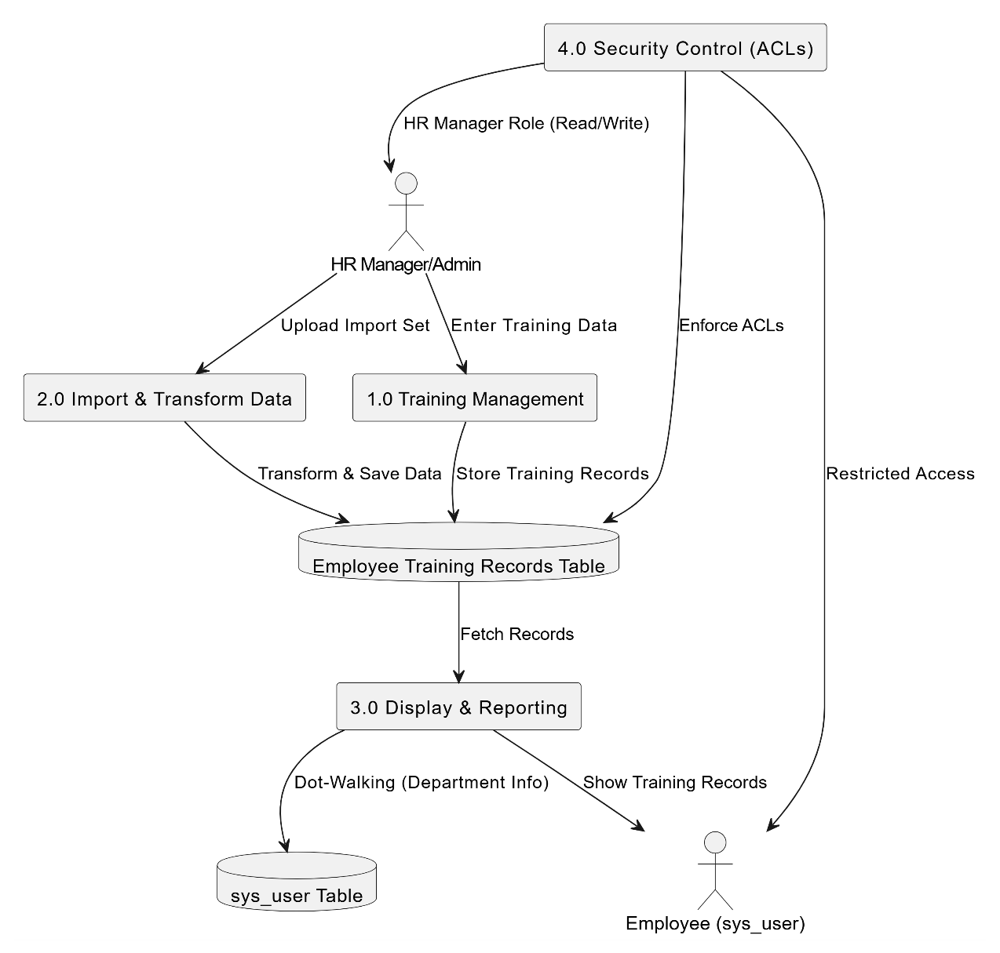 4.0 Security Control (ACLs)
HR Manager Role (Read/Write)
HR Manager/Admin
Upload Import Set
Enter Training Data
Enforce ACLs
2.0 Import & Transform Data
1.0 Training Management
Transform & Save Data
Store Training Records
Restricted Access
Employee Training Records Table
Fetch Records
3.0 Display & Reporting
Dot-Walking (Department Info)
Show Training Records
sys_user Table
Employee (sys_user)